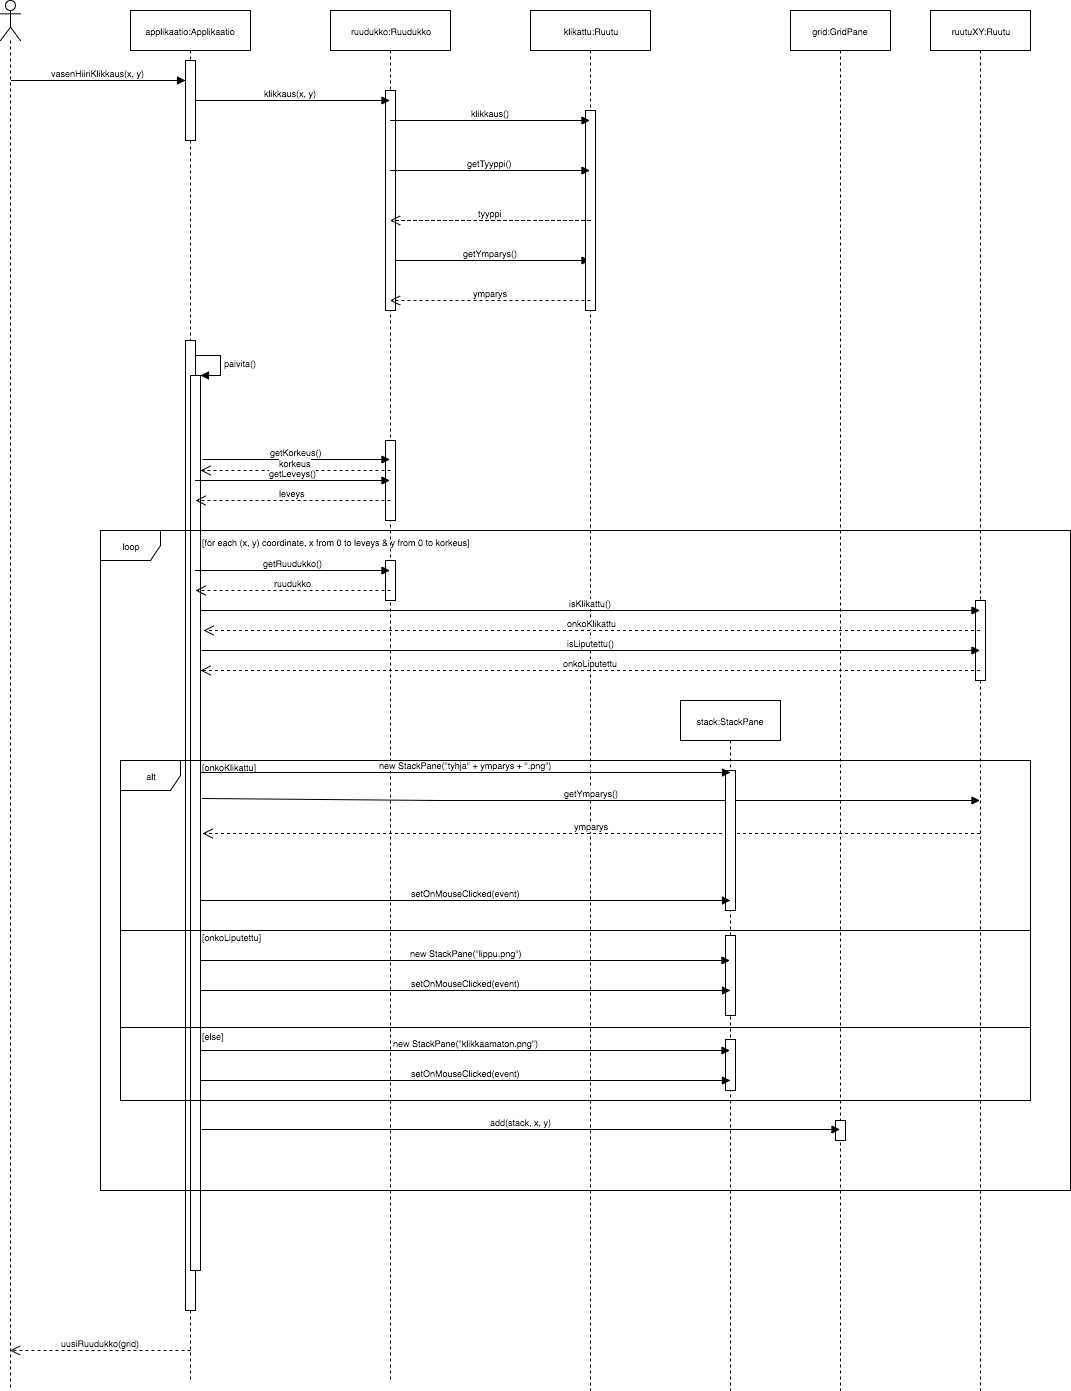 applikaatio:Applikaatio
ruudukko:Ruudukko
klikattu:Ruutu
grid:GridPane
ruutuXY:Ruutu
vasenHiiriKlikkaus(x, y)
klikkaus(x, y)
klikkaus()
getTyyppi()
tyyppi
getYmparys()
ymparys
paivita()
getKorkeus()
korkeus
getLeveys()
leveys
loop
[for each (x, y) coordinate, x from 0 to leveys & y from 0 to korkeus]
getRuudukko()
ruudukko
isKlikattu()
onkoKlikattu
isLiputettu()
onkoLiputettu
stack:StackPane
alt
[onkoKlikattu]
new StackPane("tyhja" + ymparys + ".png")
getYmparys()
ymparys
setOnMouseClicked(event)
[onkoLiputettu]
new StackPane("lippu.png")
setOnMouseClicked(event)
[else]
new StackPane("klikkaamaton.png")
setOnMouseClicked(event)
add(stack, x, y)
uusiRuudukko(grid)